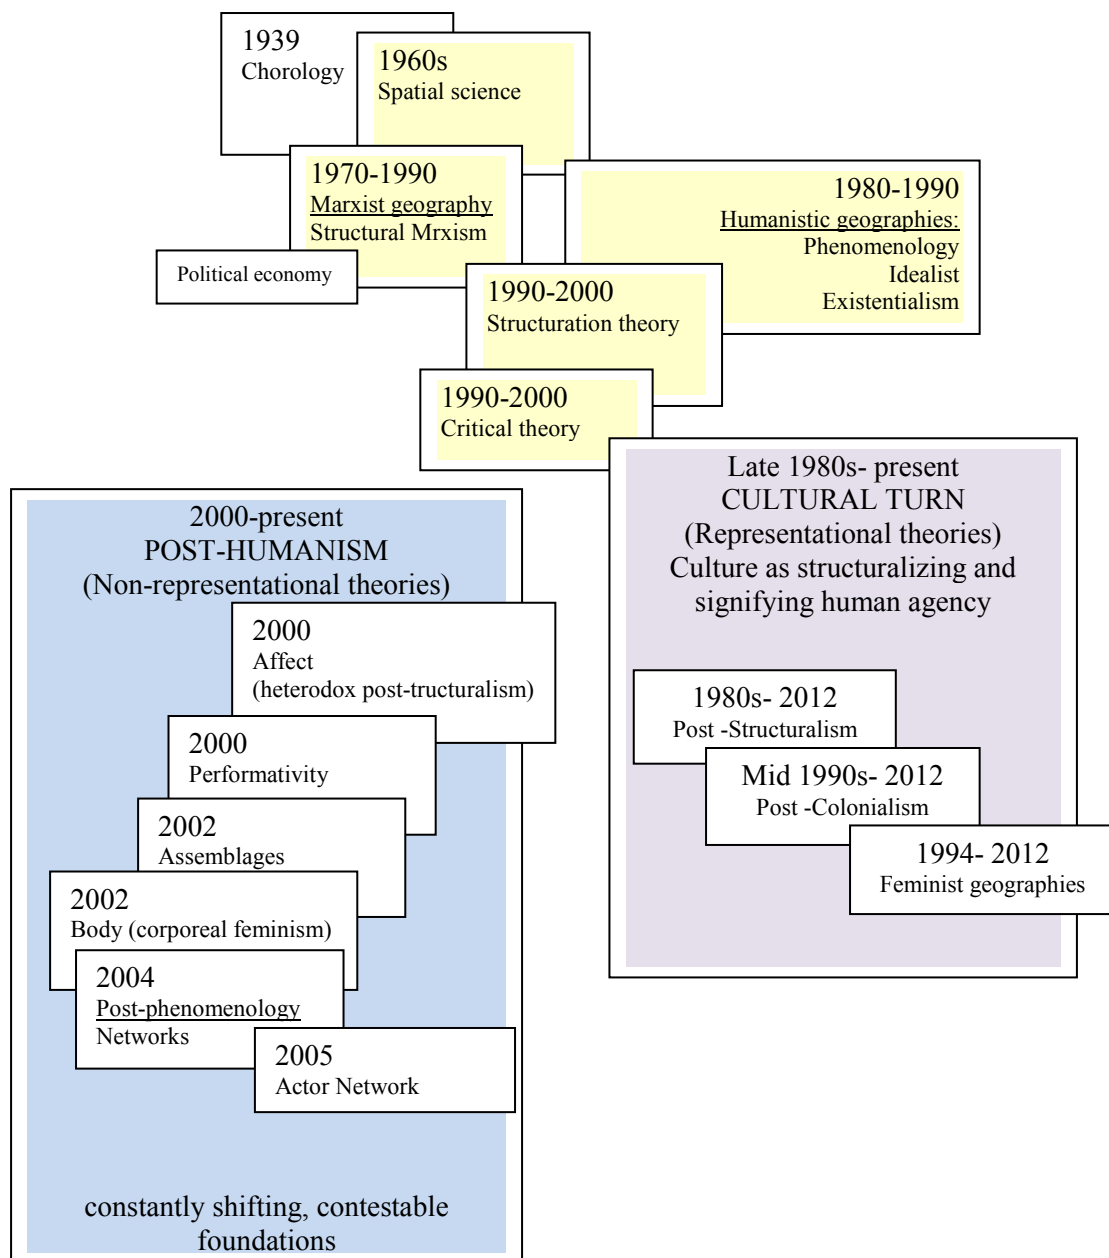 1939
Chorology
1960s
Spatial science
1970-1990
Marxist geography
Structural Mrxism
Political economy
1980-1990
Humanistic geographies:
Phenomenology
Idealist
Existentialism
1990-2000
Structuration theory
1990-2000
Critical theory
Late 1980s- present
CULTURAL TURN
(Representational theories)
Culture as structuralizing and
signifying human agency
1980s- 2012
Post -Structuralism
Mid 1990s- 2012
Post -Colonialism
1994- 2012
Feminist geographies
2000-present
POST-HUMANISM
(Non-representational theories)
2000
Affect
(heterodox post-tructuralism)
2000
Performativity
2002
Assemblages
2002
Body (corporeal feminism)
2004
Post-phenomenology
Networks
2005
Actor Network
constantly shifting, contestable
foundations